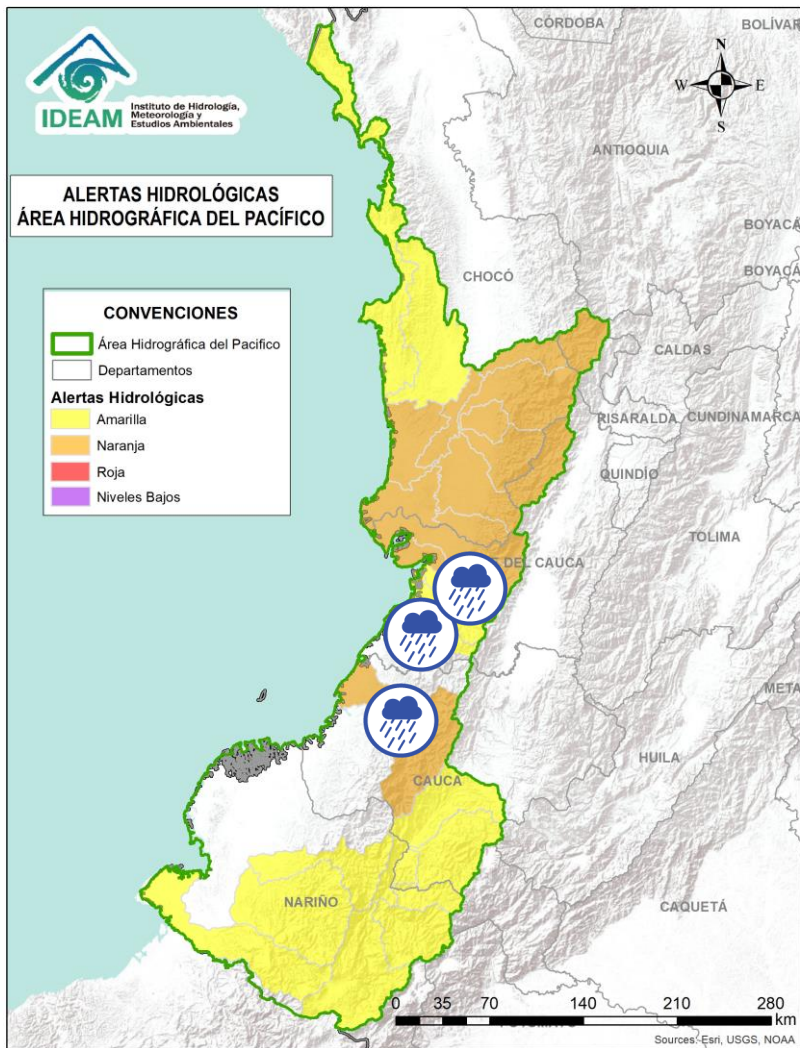 CÓRDOBA
BOLÍVAR
IDEAM
Instituto de Hidrología,
Meteorología y
Estudios Ambientales
N
W
E
S
ANTIOQUIA
ALERTAS HIDROLÓGICAS
ÁREA HIDROGRÁFICA DEL PACÍFICO
BOYACÁ
BOYACÁ
CHOCÓ
CONVENCIONES
Área Hidrográfica del Pacifico
Departamentos
Alertas Hidrológicas
Amarilla
Naranja
Roja
Niveles Bajos
CALDAS
RISARALDA
CUNDINAMARCA
QUINDÍO
TOLIMA
DEL CAUCA
META
HUILA
CAUCA
NARIÑO
CAQUETÁ
0 35 70 140 210 280
km
Sources: Esri, USGS, NOAA